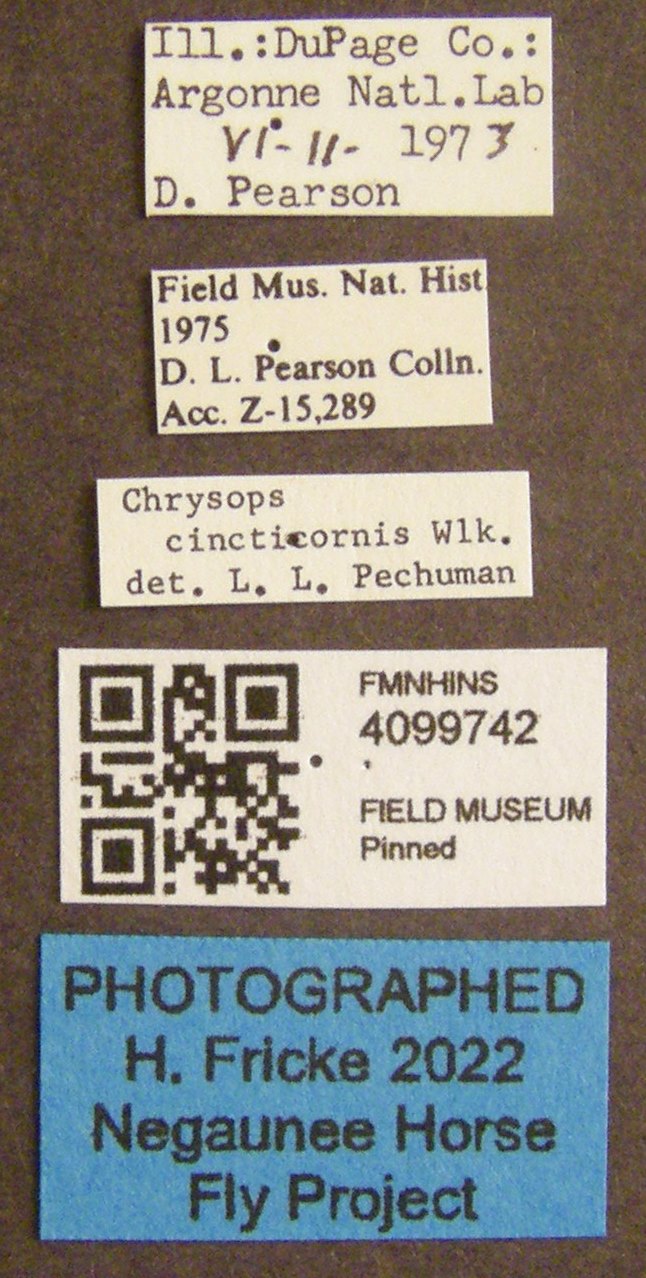 Ill.:DuPage Co.:
Argonne Natl.Lab
VI-11- 1973
D. Pearson
Field Mus. Nat. Hist.
1975
D. L. Pearson Colln.
Acc. Z-15,289
Chrysops
cincticornis Wlk.
det. L. L. Pechuman
FMNHINS
4099742
FIELD MUSEUM
Pinned
PHOTOGRAPHED
H. Fricke 2022
Negaunee Horse
Fly Project